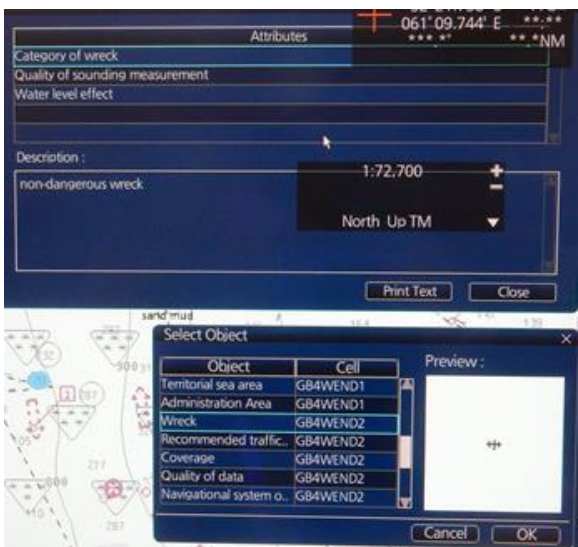 061°09.744' E **:**
Attributes
***.*° **.*NM
Category of wreck
Quality of sounding measurement
Water level effect
Description :
1:72,700 +
non-dangerous wreck
−
North Up TM
Print Text Close
sand mud
Select Object ×
Object Cell Preview :
Territorial sea area GB4WEND1
Administration Area GB4WEND1
Wreck GB4WEND2
Recommended traffic.. GB4WEND2
Coverage GB4WEND2
Quality of data GB4WEND2
Navigational system o.. GB4WEND2
Cancel OK